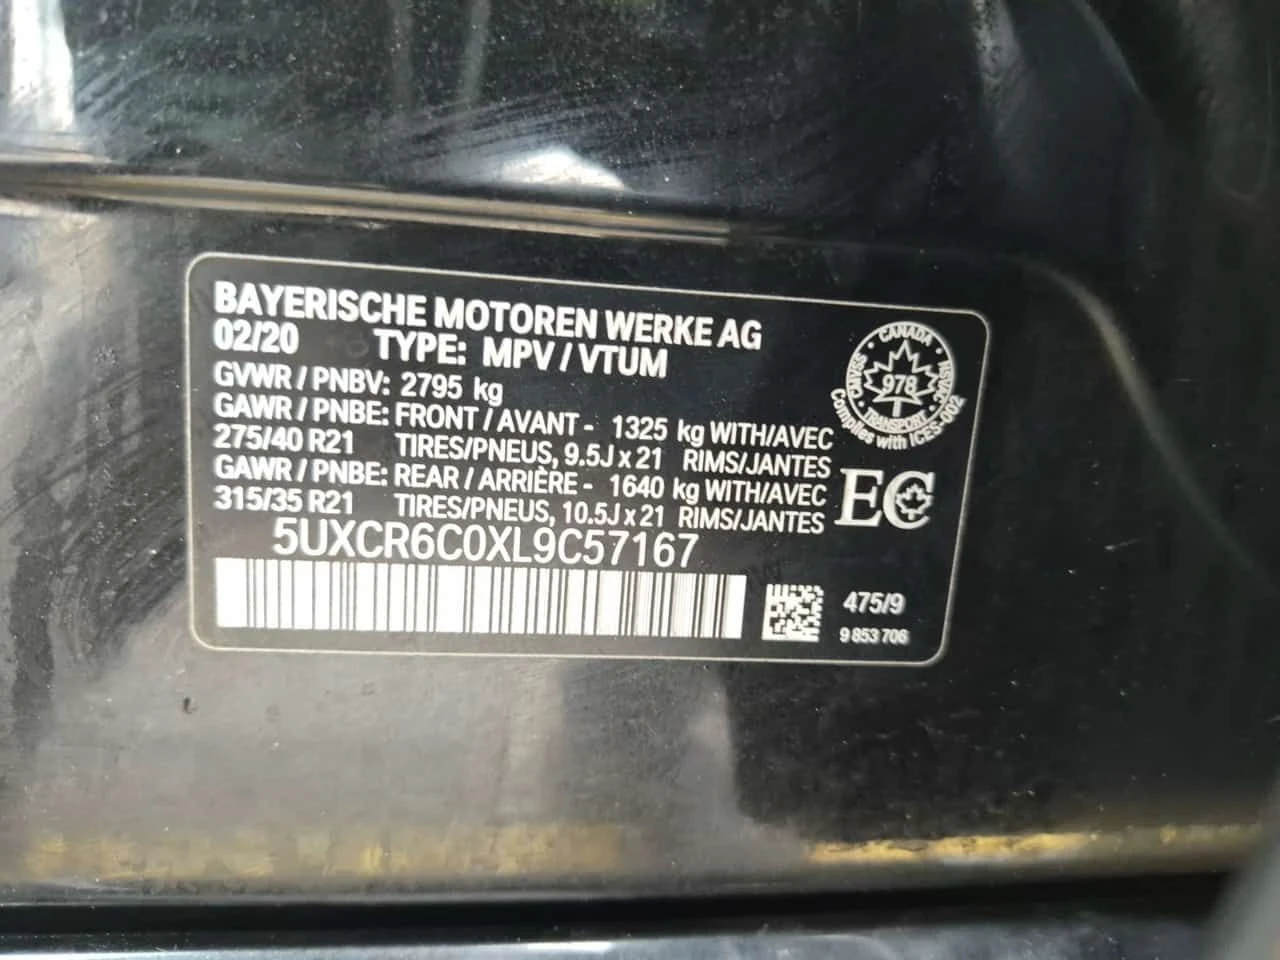 BAYERISCHE MOTOREN WERKE AG
02/20 TYPE: MPV / VTUM
GVWR / PNBV: 2795 kg
GAWR / PNBE: FRONT / AVANT - 1325 kg WITH/AVEC
275/40 R21 TIRES/PNEUS, 9.5J x 21 RIMS/JANTES
GAWR / PNBE: REAR / ARRIÈRE - 1640 kg WITH/AVEC
315/35 R21 TIRES/PNEUS, 10.5J x 21 RIMS/JANTES
5UXCR6C0XL9C57167
CANADA
978
TRANSPORT
CMVSS
NSVAC
Complies with ICES-002
EC
475/9
9 853 706